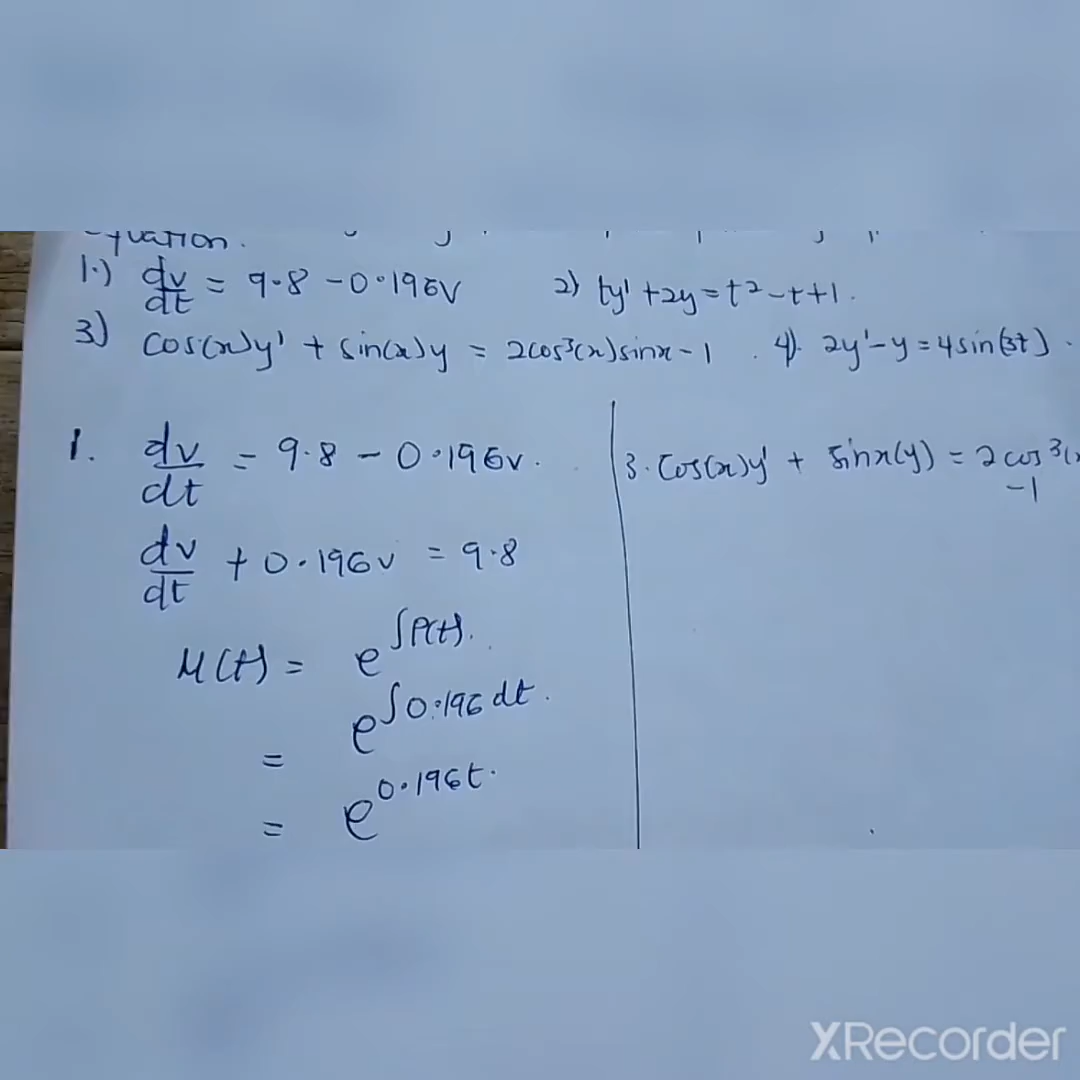 equation.
1.) dv/dt = 9.8 - 0.196v 2) ty' + 2y = t² - t + 1.
3) cos(x)y' + sin(x)y = 2cos³(x)sinx - 1 . 4). 2y' - y = 4sin(3t) .
1. dv/dt = 9.8 - 0.196v.
dv/dt + 0.196v = 9.8
μ(t) = e^∫P(t).
= e^∫0.196 dt.
= e^0.196t.
3. Cos(x)y' + sinx(y) = 2cos³(x
-1
XRecorder